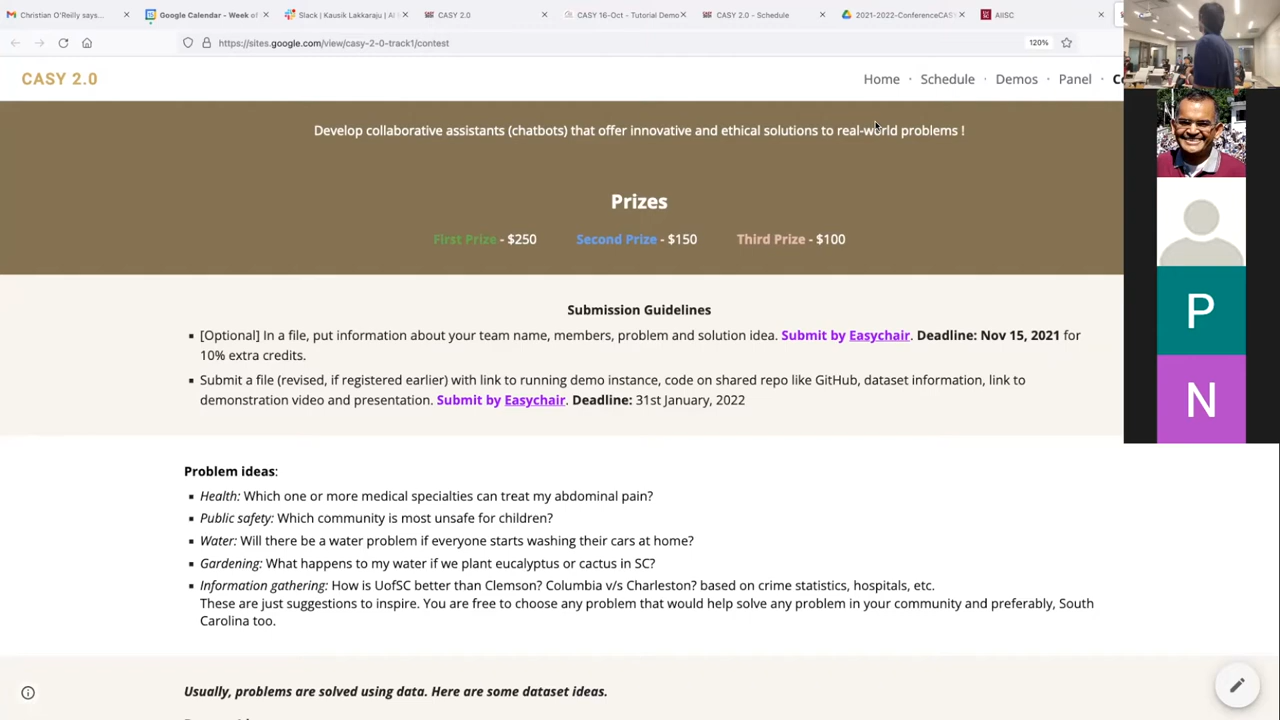 Christian O'Reilly says...
Google Calendar - Week of
Slack | Kausik Lakkaraju | AI
CASY 2.0
CASY 16-Oct - Tutorial Demo
CASY 2.0 - Schedule
2021-2022-ConferenceCAS
AIISC
https://sites.google.com/view/casy-2-0-track1/contest
120%
CASY 2.0
Home · Schedule · Demos · Panel ·
Develop collaborative assistants (chatbots) that offer innovative and ethical solutions to real-world problems !
Prizes
First Prize - $250 Second Prize - $150 Third Prize - $100
Submission Guidelines
[Optional] In a file, put information about your team name, members, problem and solution idea. Submit by Easychair. Deadline: Nov 15, 2021 for
10% extra credits.
Submit a file (revised, if registered earlier) with link to running demo instance, code on shared repo like GitHub, dataset information, link to
demonstration video and presentation. Submit by Easychair. Deadline: 31st January, 2022
Problem ideas:
Health: Which one or more medical specialties can treat my abdominal pain?
Public safety: Which community is most unsafe for children?
Water: Will there be a water problem if everyone starts washing their cars at home?
Gardening: What happens to my water if we plant eucalyptus or cactus in SC?
Information gathering: How is UofSC better than Clemson? Columbia v/s Charleston? based on crime statistics, hospitals, etc.
These are just suggestions to inspire. You are free to choose any problem that would help solve any problem in your community and preferably, South
Carolina too.
Usually, problems are solved using data. Here are some dataset ideas.
P
N